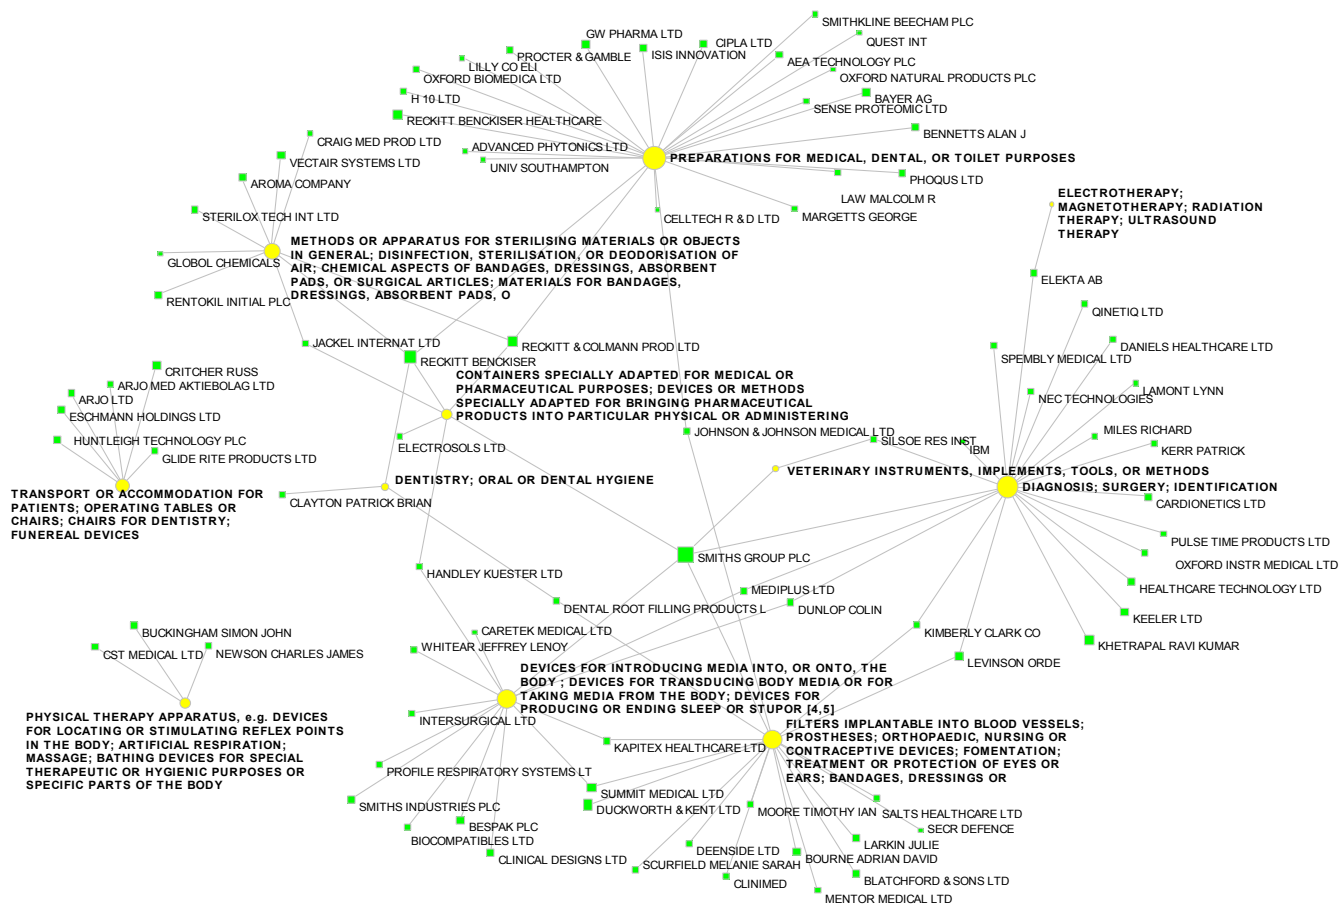 SMITHKLINE BEECHAM PLC
GW PHARMA LTD
QUEST INT
CIPLA LTD
PROCTER & GAMBLE
ISIS INNOVATION
AEA TECHNOLOGY PLC
LILLY CO ELI
OXFORD BIOMEDICA LTD
OXFORD NATURAL PRODUCTS PLC
H 10 LTD
BAYER AG
SENSE PROTEOMIC LTD
RECKITT BENCKISER HEALTHCARE
BENNETTS ALAN J
CRAIG MED PROD LTD
ADVANCED PHYTONICS LTD
VECTAIR SYSTEMS LTD
UNIV SOUTHAMPTON
PREPARATIONS FOR MEDICAL, DENTAL, OR TOILET PURPOSES
PHOQUS LTD
AROMA COMPANY
LAW MALCOLM R
STERILOX TECH INT LTD
CELLTECH R & D LTD
MARGETTS GEORGE
ELECTROTHERAPY;
MAGNETOTHERAPY; RADIATION
THERAPY; ULTRASOUND
THERAPY
METHODS OR APPARATUS FOR STERILISING MATERIALS OR OBJECTS
IN GENERAL; DISINFECTION, STERILISATION, OR DEODORISATION OF
AIR; CHEMICAL ASPECTS OF BANDAGES, DRESSINGS, ABSORBENT
PADS, OR SURGICAL ARTICLES; MATERIALS FOR BANDAGES,
DRESSINGS, ABSORBENT PADS, O
GLOBOL CHEMICALS
RENTOKIL INITIAL PLC
ELEKTA AB
QINETIQ LTD
JACKEL INTERNAT LTD
RECKITT & COLMANN PROD LTD
DANIELS HEALTHCARE LTD
SPEMBLY MEDICAL LTD
RECKITT BENCKISER
CRITCHER RUSS
ARJO MED AKTIEBOLAG LTD
ARJO LTD
ESCHMANN HOLDINGS LTD
HUNTLEIGH TECHNOLOGY PLC
GLIDE RITE PRODUCTS LTD
CONTAINERS SPECIALLY ADAPTED FOR MEDICAL OR
PHARMACEUTICAL PURPOSES; DEVICES OR METHODS
SPECIALLY ADAPTED FOR BRINGING PHARMACEUTICAL
PRODUCTS INTO PARTICULAR PHYSICAL OR ADMINISTERING
LAMONT LYNN
NEC TECHNOLOGIES
JOHNSON & JOHNSON MEDICAL LTD
MILES RICHARD
SILSOE RES INST
IBM
KERR PATRICK
ELECTROSOLS LTD
VETERINARY INSTRUMENTS, IMPLEMENTS, TOOLS, OR METHODS
DENTISTRY; ORAL OR DENTAL HYGIENE
DIAGNOSIS; SURGERY; IDENTIFICATION
TRANSPORT OR ACCOMMODATION FOR
PATIENTS; OPERATING TABLES OR
CHAIRS; CHAIRS FOR DENTISTRY;
FUNEREAL DEVICES
CLAYTON PATRICK BRIAN
CARDIONETICS LTD
PULSE TIME PRODUCTS LTD
SMITHS GROUP PLC
OXFORD INSTR MEDICAL LTD
HANDLEY KUESTER LTD
MEDIPLUS LTD
HEALTHCARE TECHNOLOGY LTD
DENTAL ROOT FILLING PRODUCTS L
DUNLOP COLIN
KEELER LTD
BUCKINGHAM SIMON JOHN
CARETEK MEDICAL LTD
KIMBERLY CLARK CO
WHITEAR JEFFREY LENOY
KHETRAPAL RAVI KUMAR
CST MEDICAL LTD
NEWSON CHARLES JAMES
LEVINSON ORDE
DEVICES FOR INTRODUCING MEDIA INTO, OR ONTO, THE
BODY ; DEVICES FOR TRANSDUCING BODY MEDIA OR FOR
TAKING MEDIA FROM THE BODY; DEVICES FOR
PRODUCING OR ENDING SLEEP OR STUPOR [4,5]
PHYSICAL THERAPY APPARATUS, e.g. DEVICES
FOR LOCATING OR STIMULATING REFLEX POINTS
IN THE BODY; ARTIFICIAL RESPIRATION;
MASSAGE; BATHING DEVICES FOR SPECIAL
THERAPEUTIC OR HYGIENIC PURPOSES OR
SPECIFIC PARTS OF THE BODY
INTERSURGICAL LTD
FILTERS IMPLANTABLE INTO BLOOD VESSELS;
PROSTHESES; ORTHOPAEDIC, NURSING OR
CONTRACEPTIVE DEVICES; FOMENTATION;
TREATMENT OR PROTECTION OF EYES OR
EARS; BANDAGES, DRESSINGS OR
KAPITEX HEALTHCARE LTD
PROFILE RESPIRATORY SYSTEMS LT
SUMMIT MEDICAL LTD
SMITHS INDUSTRIES PLC
DUCKWORTH & KENT LTD
MOORE TIMOTHY IAN
SALTS HEALTHCARE LTD
BESPAK PLC
SECR DEFENCE
BIOCOMPATIBLES LTD
LARKIN JULIE
DEENSIDE LTD
CLINICAL DESIGNS LTD
BOURNE ADRIAN DAVID
SCURFIELD MELANIE SARAH
BLATCHFORD & SONS LTD
CLINIMED
MENTOR MEDICAL LTD